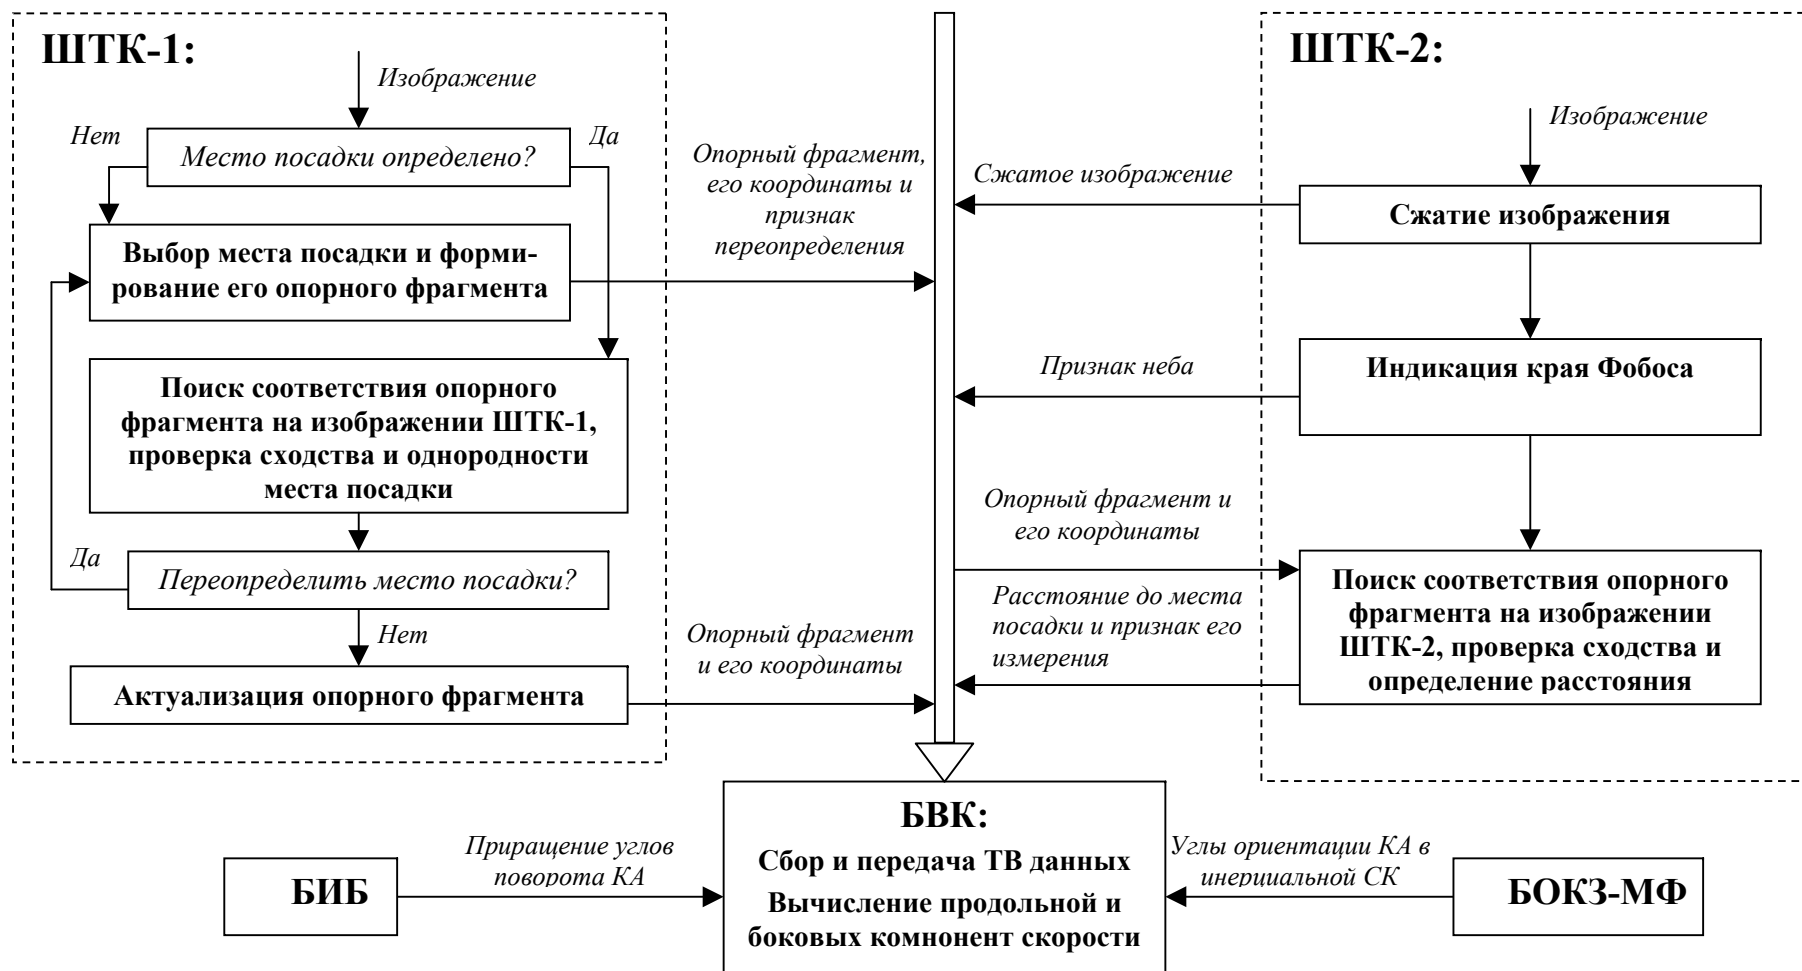 ШТК-1:
Изображение
Нет
Да
Место посадки определено?
Выбор места посадки и форми-
рование его опорного фрагмента
Поиск соответствия опорного
фрагмента на изображении ШТК-1,
проверка сходства и однородности
места посадки
Да
Переопределить место посадки?
Нет
Актуализация опорного фрагмента
Опорный фрагмент,
его координаты и
признак
переопределения
Опорный фрагмент
и его координаты
ШТК-2:
Изображение
Сжатое изображение
Сжатие изображения
Признак неба
Индикация края Фобоса
Опорный фрагмент и
его координаты
Расстояние до места
посадки и признак его
измерения
Поиск соответствия опорного
фрагмента на изображении
ШТК-2, проверка сходства и
определение расстояния
БВК:
Сбор и передача ТВ данных
Вычисление продольной и
боковых комнонент скорости
БИБ
Приращение углов
поворота КА
Углы ориентации КА в
инерциальной СК
БОКЗ-МФ